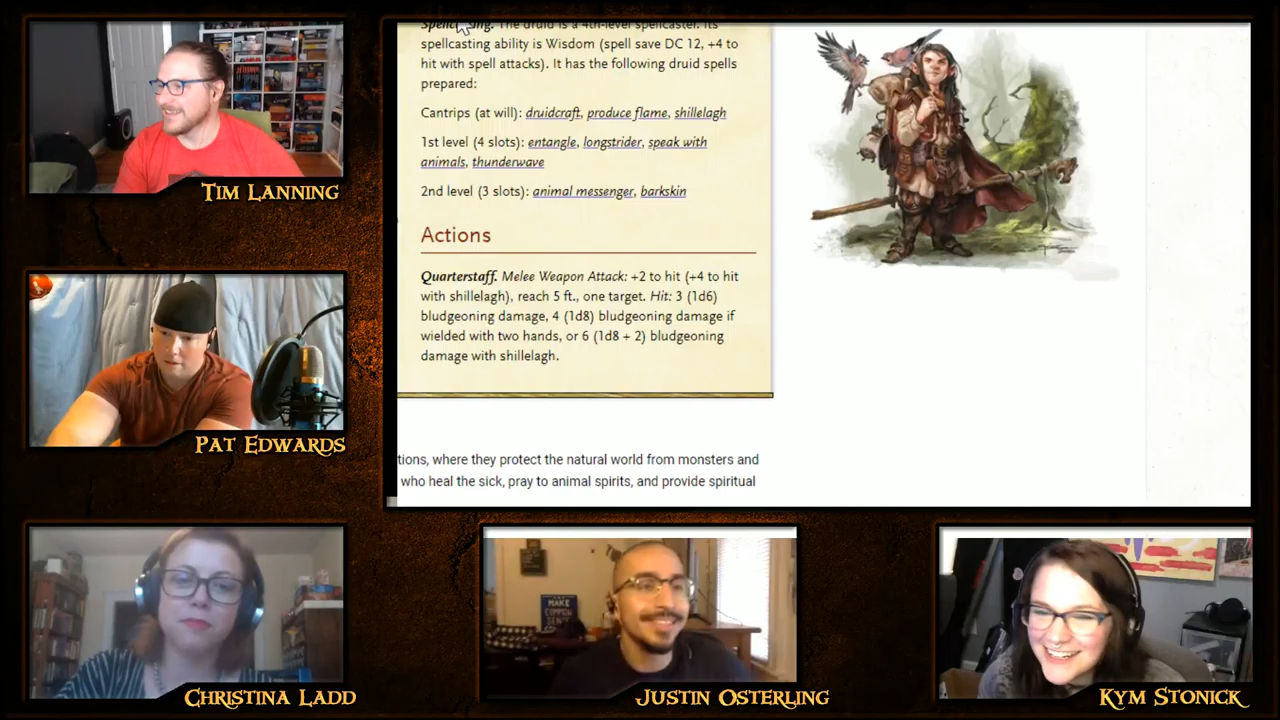 Spellcasting. The druid is a 4th-level spellcaster. Its
spellcasting ability is Wisdom (spell save DC 12, +4 to
hit with spell attacks). It has the following druid spells
prepared:
Cantrips (at will): druidcraft, produce flame, shillelagh
1st level (4 slots): entangle, longstrider, speak with
animals, thunderwave
2nd level (3 slots): animal messenger, barkskin
Actions
Quarterstaff. Melee Weapon Attack: +2 to hit (+4 to hit
with shillelagh), reach 5 ft., one target. Hit: 3 (1d6)
bludgeoning damage, 4 (1d8) bludgeoning damage if
wielded with two hands, or 6 (1d8 + 2) bludgeoning
damage with shillelagh.
tions, where they protect the natural world from monsters and
who heal the sick, pray to animal spirits, and provide spiritual
Tim Lanning
Pat Edwards
Christina Ladd
MAKE
COMMON
Justin Osterling
Kym Stonick